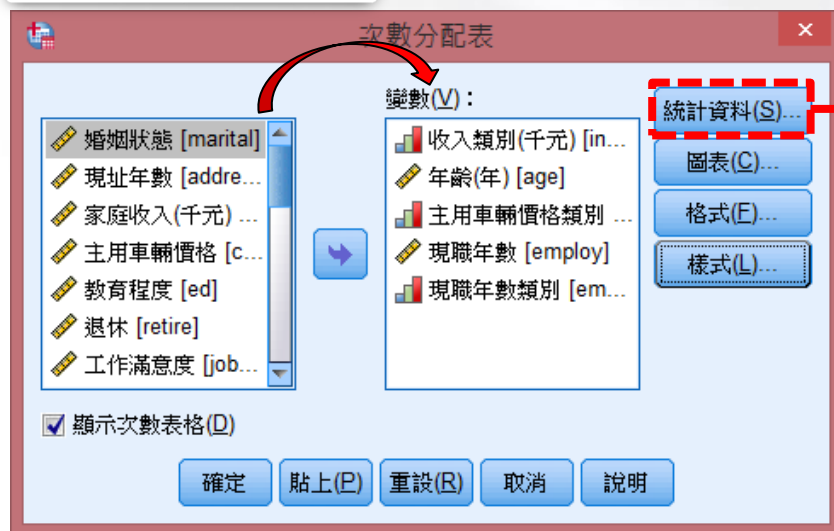 次數分配表
變數(V)：
婚姻狀態 [marital]
現址年數 [addre...
家庭收入(千元) ...
主用車輛價格 [c...
教育程度 [ed]
退休 [retire]
工作滿意度 [job...
收入類別(千元) [in...
年齡(年) [age]
主用車輛價格類別 ...
現職年數 [employ]
現職年數類別 [em...
統計資料(S)...
圖表(C)...
格式(F)...
樣式(L)...
顯示次數表格(D)
確定 貼上(P) 重設(R) 取消 說明